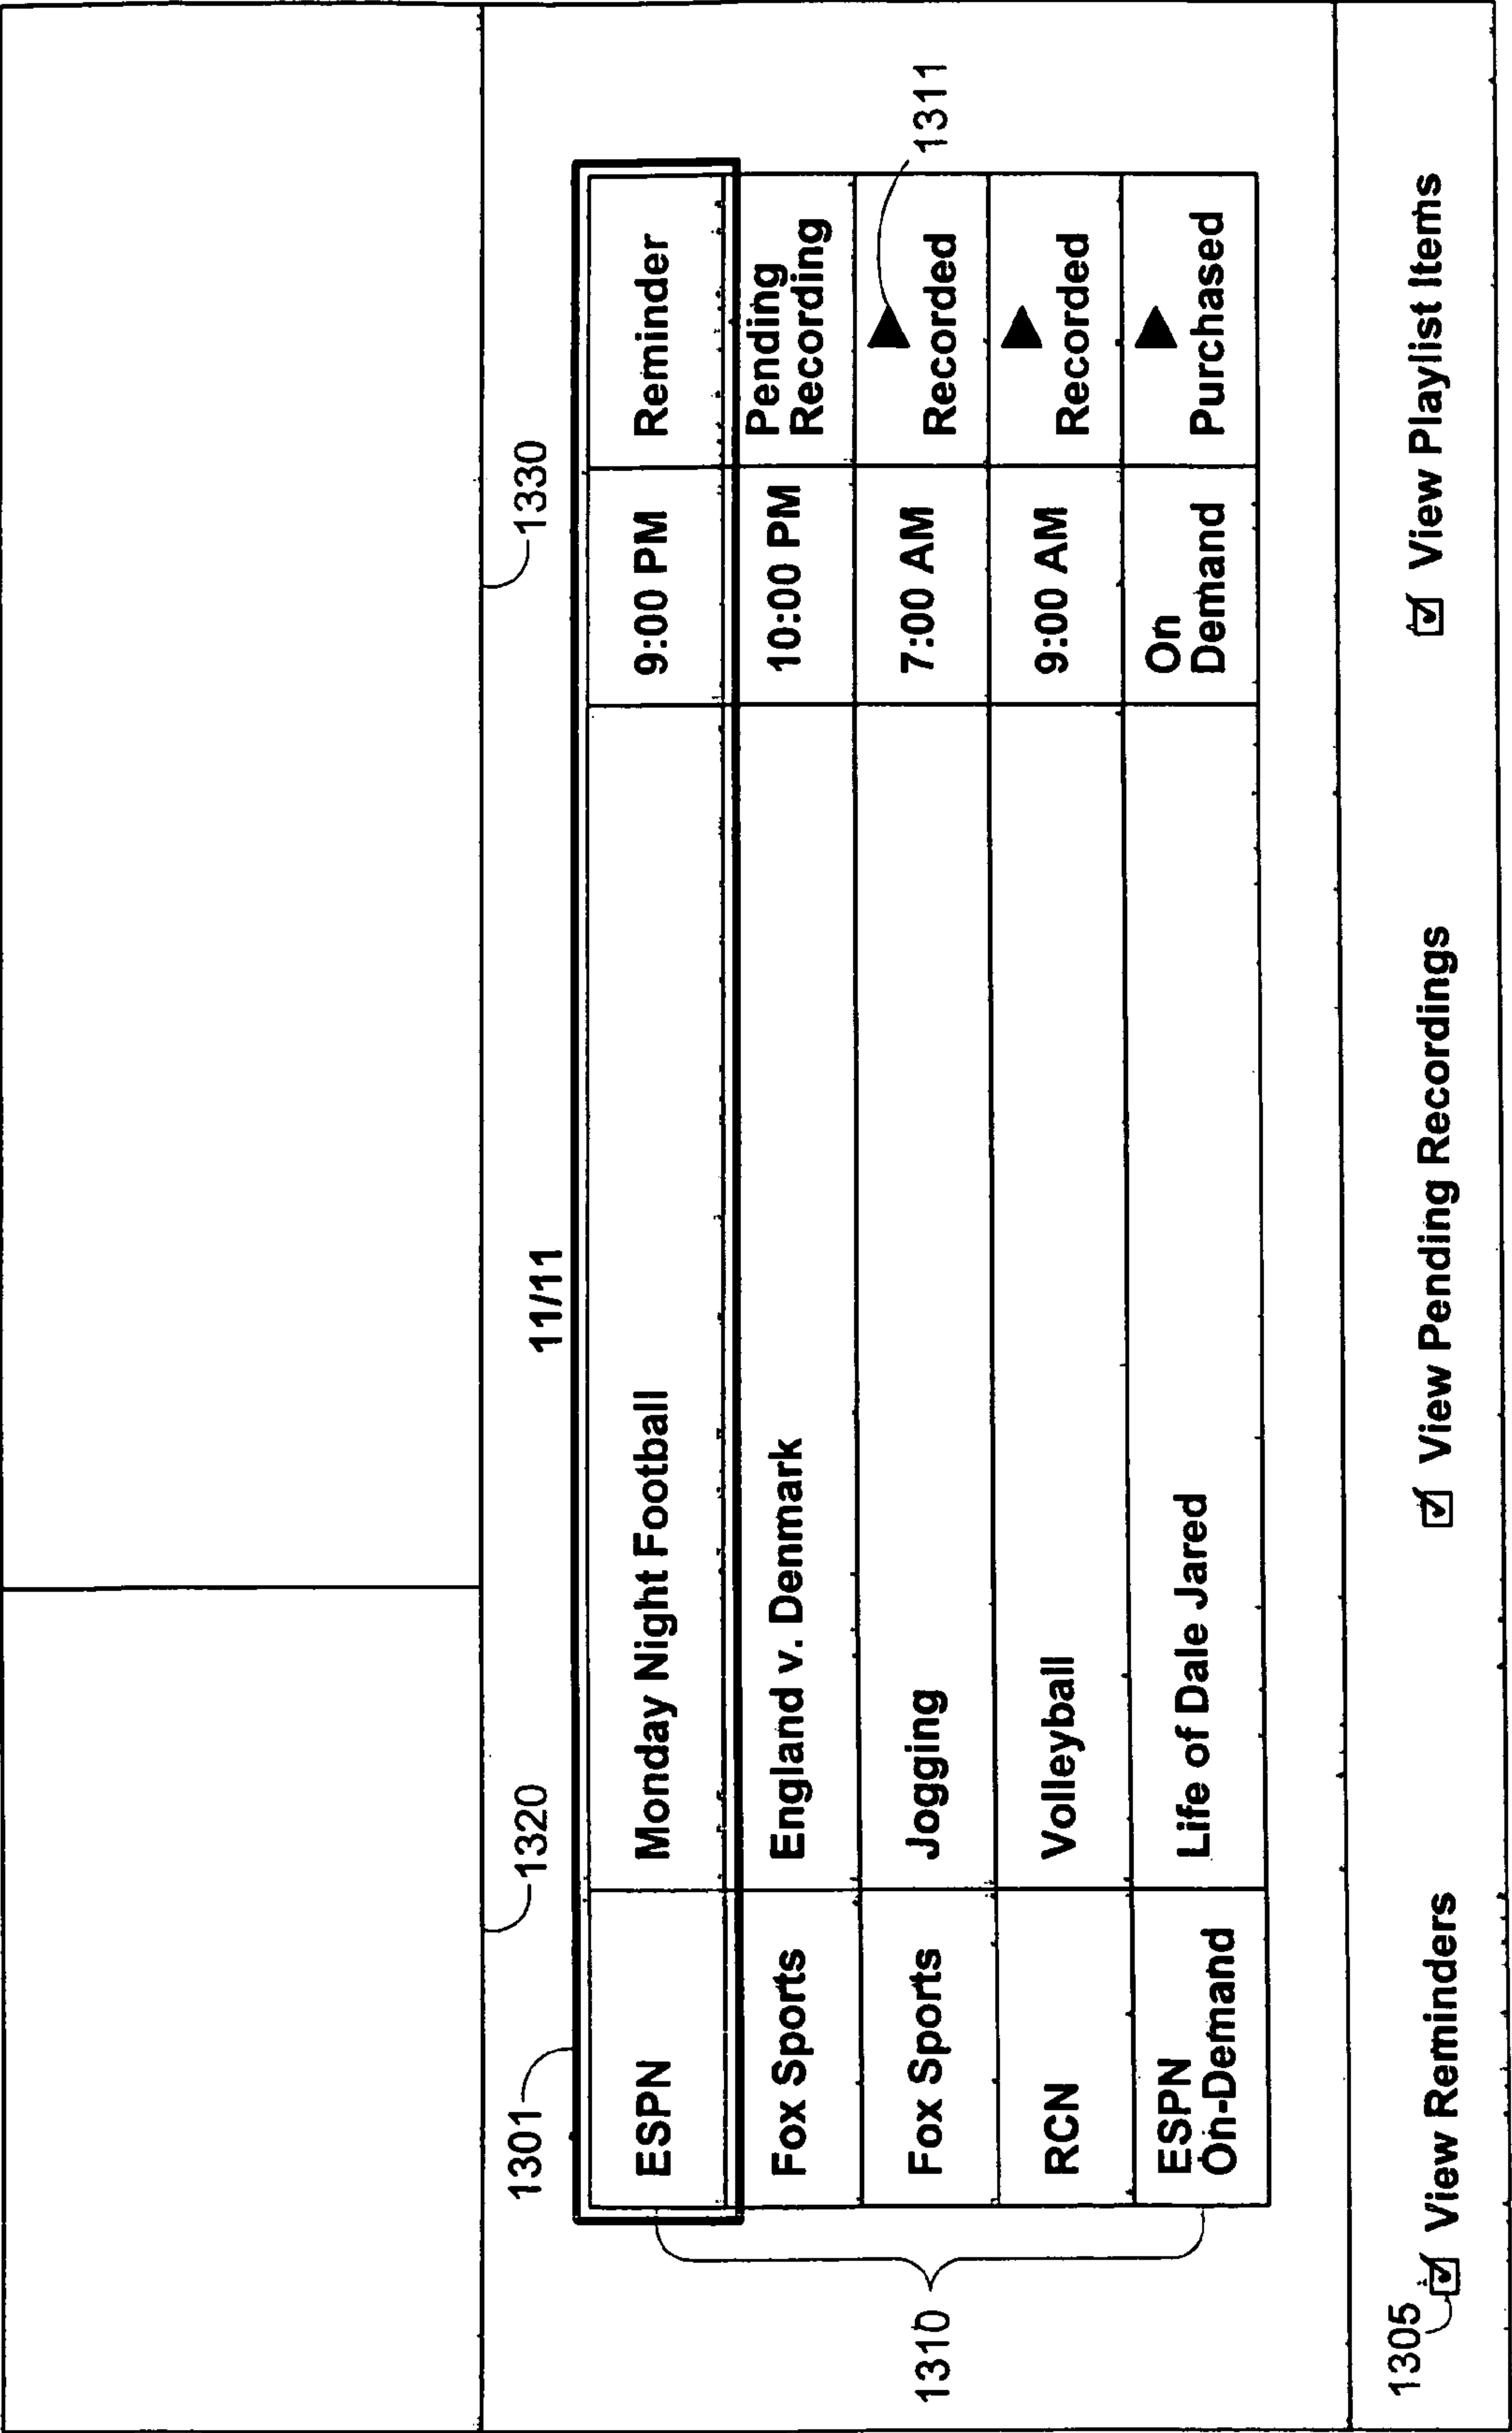 1320
1330
1301
11/11
ESPN Monday Night Football 9:00 PM Reminder
Fox Sports England v. Denmark 10:00 PM Pending
Recording
1311
Fox Sports Jogging 7:00 AM Recorded
RCN Volleyball 9:00 AM Recorded
ESPN
On-Demand Life of Dale Jared On
Demand Purchased
1310
1305
View Reminders View Pending Recordings View Playlist Items